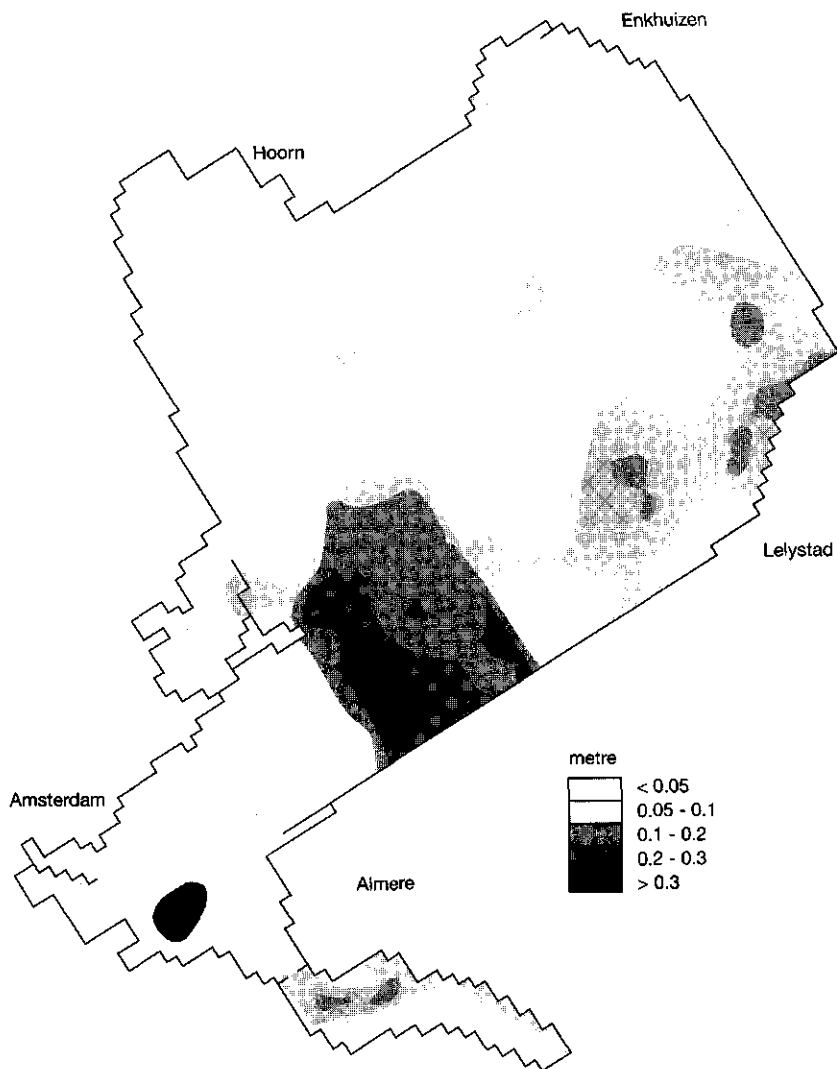 Enkhuizen
Hoorn
Lelystad
metre
< 0.05
0.05 - 0.1
0.1 - 0.2
0.2 - 0.3
> 0.3
Amsterdam
Almere